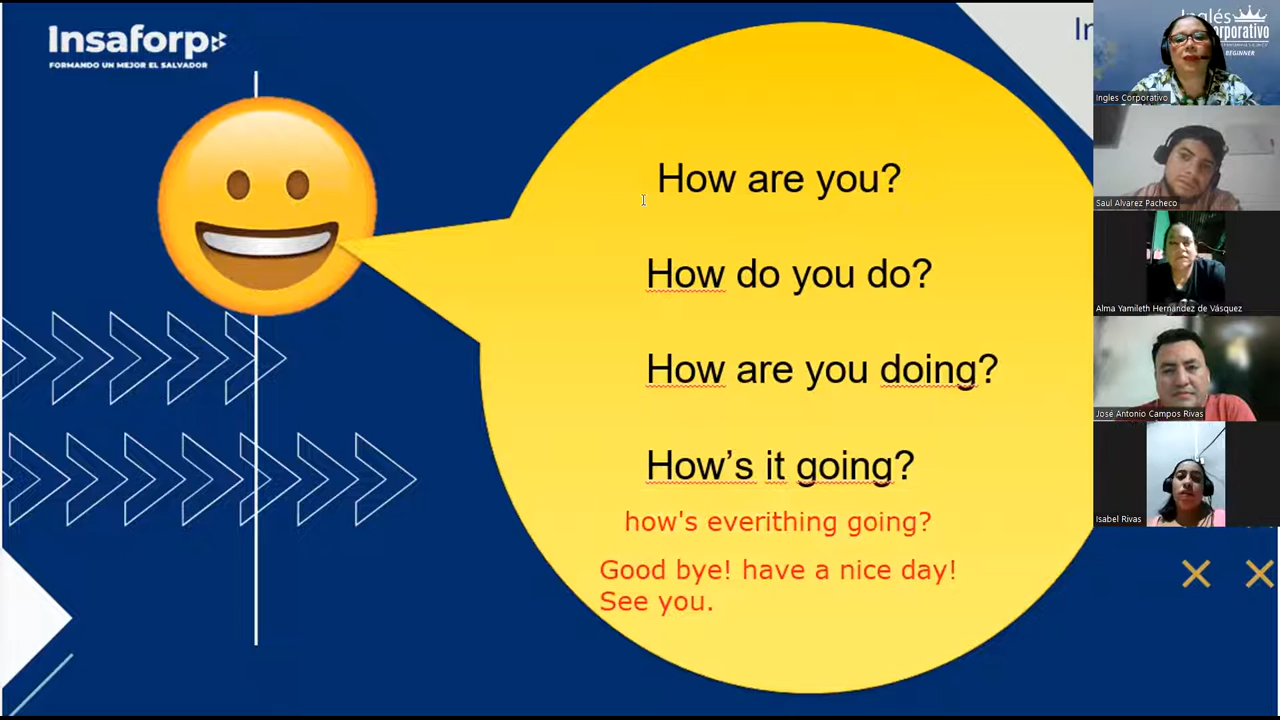 Insaforp
FORMANDO UN MEJOR EL SALVADOR
In
How are you?
How do you do?
How are you doing?
How's it going?
how's everithing going?
Good bye! have a nice day!
See you.
Inglés
Corporativo
BEGINNER
Ingles Corporativo
Saul Alvarez Pacheco
Alma Yamileth Hernandez de Vásquez
José Antonio Campos Rivas
Isabel Rivas